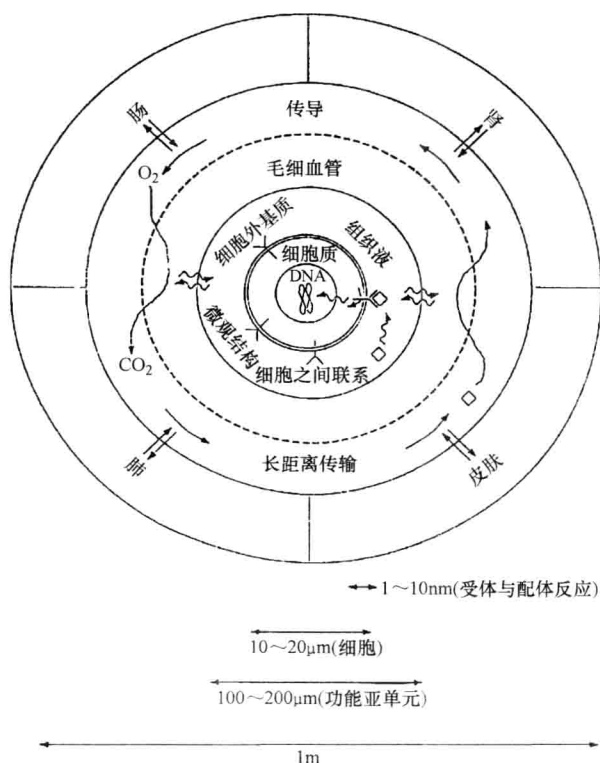 肠
传导
肾
O₂
毛细血管
细胞外基质
组织液
细胞质
DNA
微观结构
CO₂
细胞之间联系
肺
长距离传输
皮肤
1～10nm(受体与配体反应)
10～20μm(细胞)
100～200μm(功能亚单元)
1m